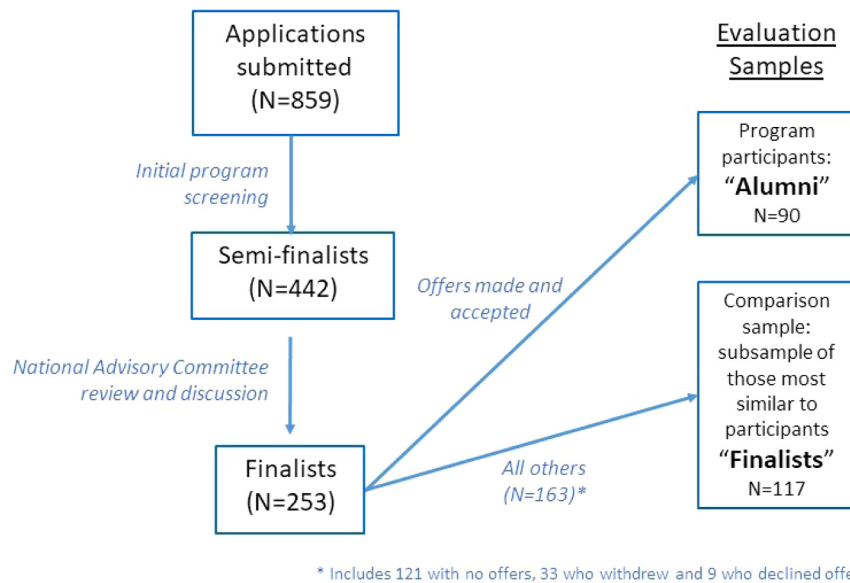 Applications
submitted
(N=859)
Initial program
screening
Semi-finalists
(N=442)
National Advisory Committee
review and discussion
Finalists
(N=253)
Offers made and
accepted
All others
(N=163)*
Evaluation
Samples
Program
participants:
“Alumni”
N=90
Comparison
sample:
subsample of
those most
similar to
participants
“Finalists”
N=117
* Includes 121 with no offers, 33 who withdrew and 9 who declined offe